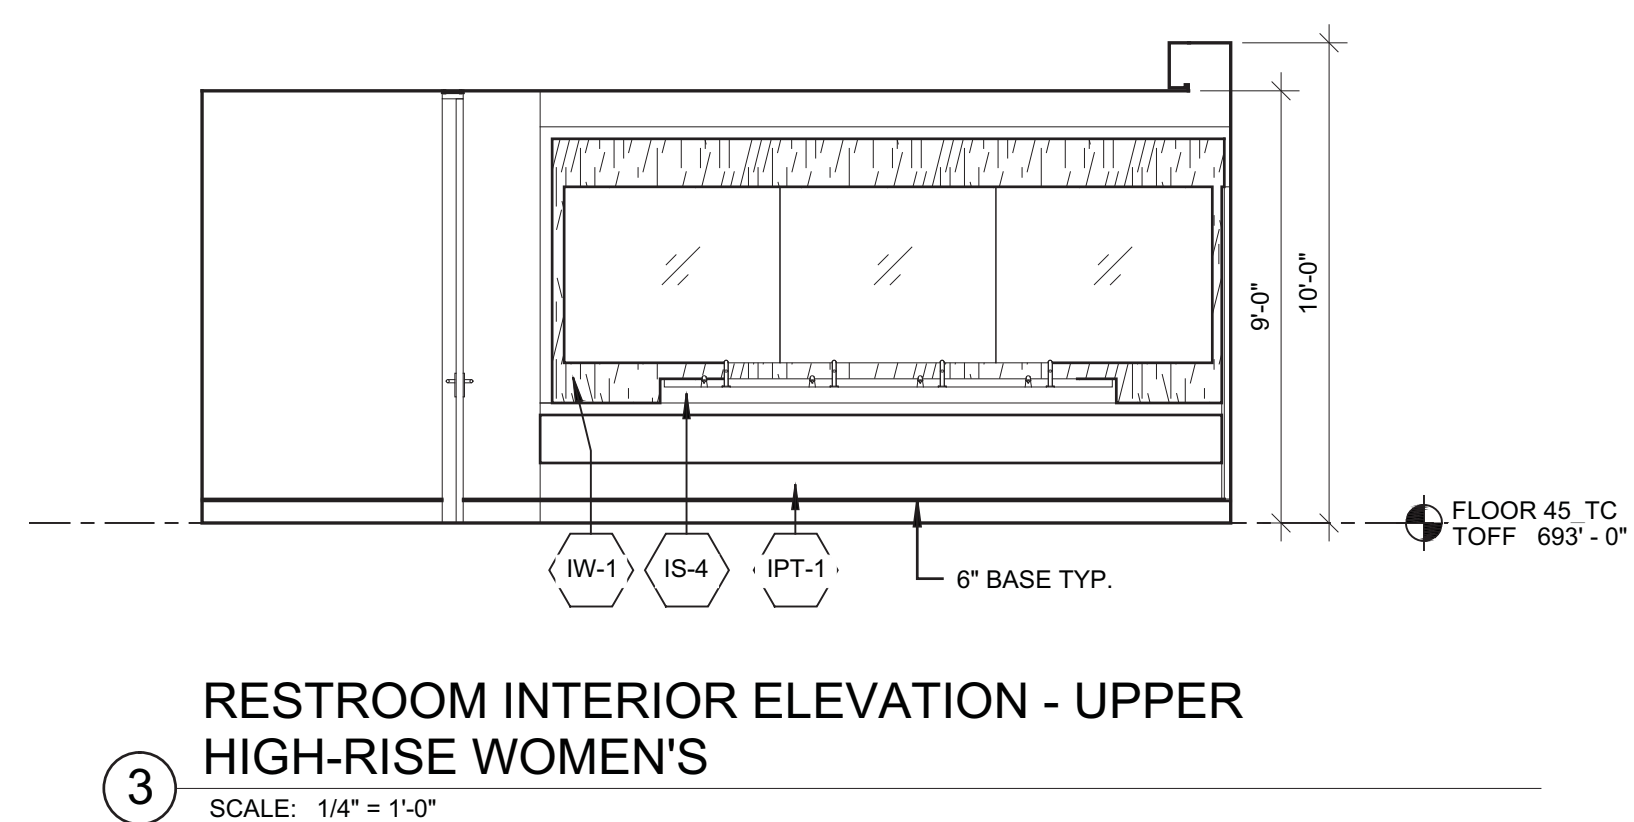 9'-0"
10'-0"
FLOOR 45_TC
TOFF 693' - 0"
IW-1
IS-4
IPT-1
6" BASE TYP.
RESTROOM INTERIOR ELEVATION - UPPER
HIGH-RISE WOMEN'S
3
SCALE: 1/4" = 1'-0"